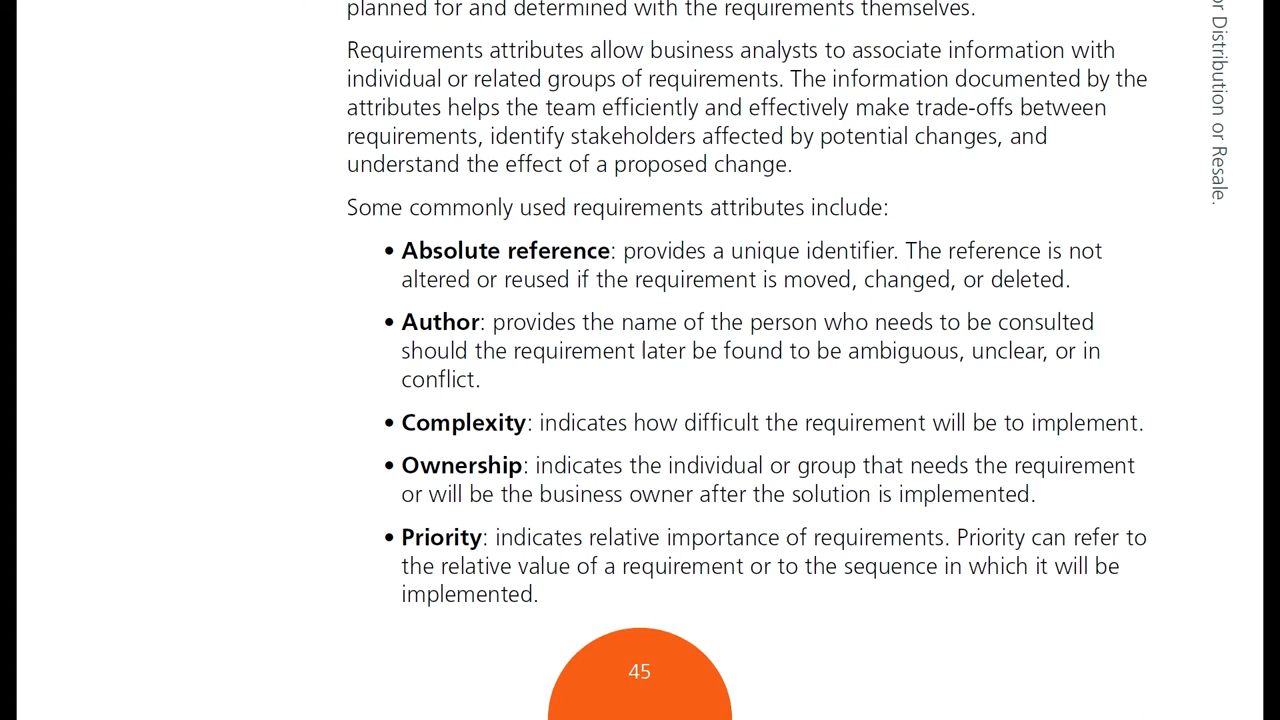 planned for and determined with the requirements themselves.
Requirements attributes allow business analysts to associate information with
individual or related groups of requirements. The information documented by the
attributes helps the team efficiently and effectively make trade-offs between
requirements, identify stakeholders affected by potential changes, and
understand the effect of a proposed change.
Some commonly used requirements attributes include:
• Absolute reference: provides a unique identifier. The reference is not
altered or reused if the requirement is moved, changed, or deleted.
• Author: provides the name of the person who needs to be consulted
should the requirement later be found to be ambiguous, unclear, or in
conflict.
• Complexity: indicates how difficult the requirement will be to implement.
• Ownership: indicates the individual or group that needs the requirement
or will be the business owner after the solution is implemented.
• Priority: indicates relative importance of requirements. Priority can refer to
the relative value of a requirement or to the sequence in which it will be
implemented.
45
or Distribution or Resale.